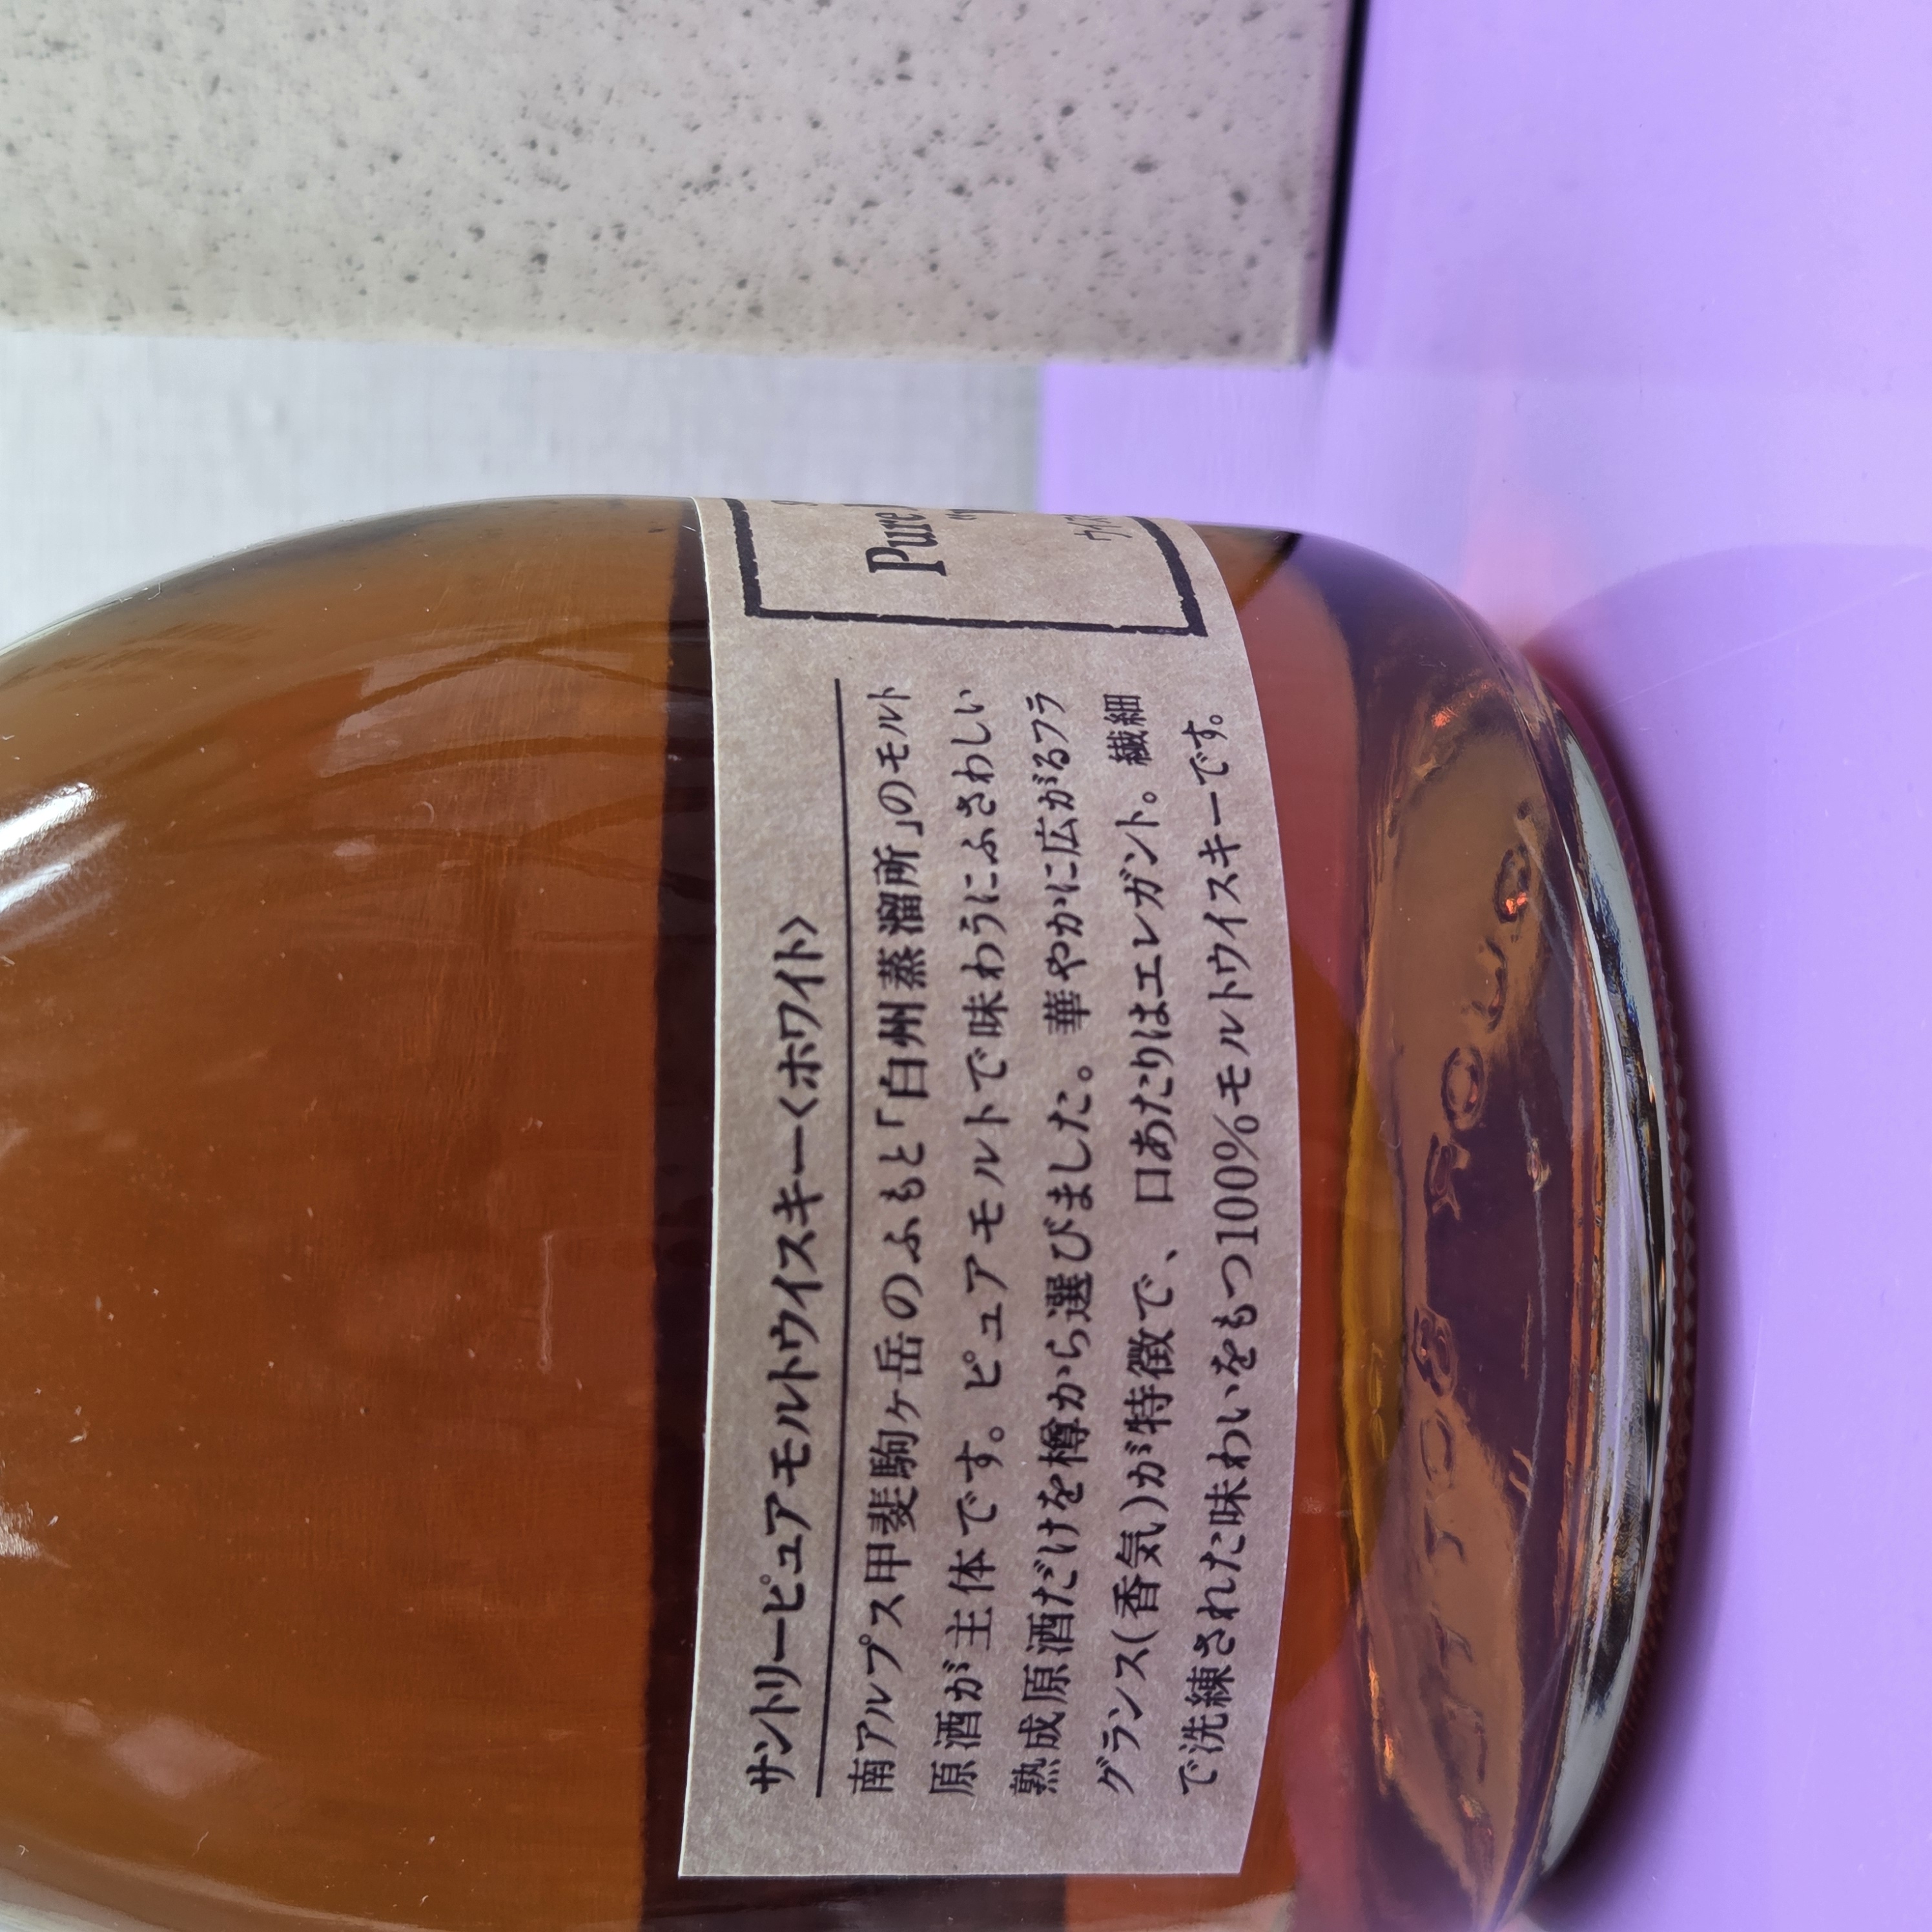 サントリーピュアモルトウイスキー〈ホワイト〉
南アルプス甲斐駒ヶ岳のふもと「白州蒸溜所」のモルト
原酒が主体です。ピュアモルトで味わうにふさわしい
熟成原酒だけを樽から選びました。華やかに広がるフラ
グランス(香気)が特徴で、口あたりはエレガント。繊細
で洗練された味わいをもつ100%モルトウイスキーです。
Pure